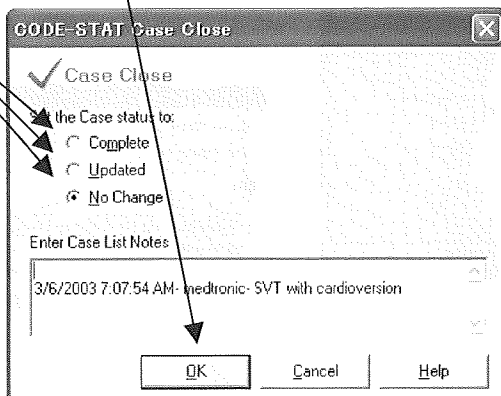 CODE-STAT Case Close
Case Close
Set the Case status to:
Complete
Updated
No Change
Enter Case List Notes
3/6/2003 7:07:54 AM- medtronic- SVT with cardioversion
OK
Cancel
Help